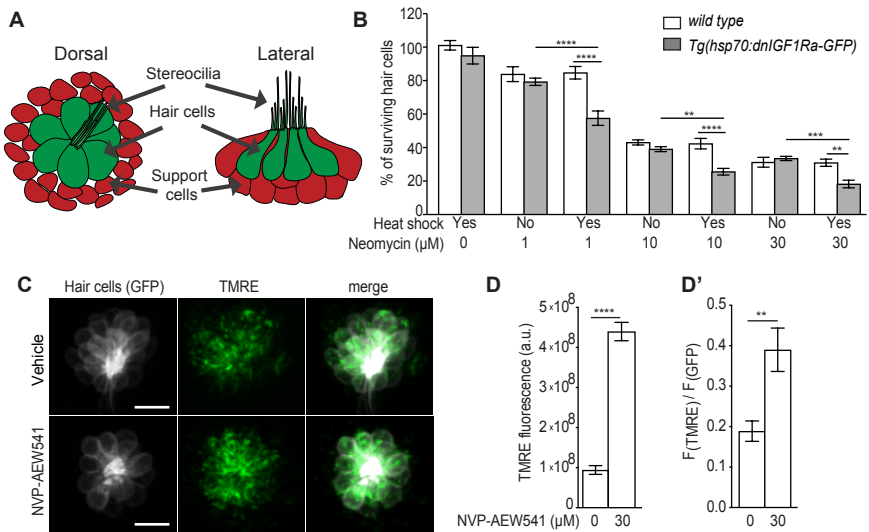 A
Dorsal
Lateral
Stereocilia
Hair cells
Support
cells
B
wild type
Tg(hsp70:dnIGF1Ra-GFP)
% of surviving hair cells
120
100
80
60
40
20
0
****
****
**
****
***
**
Heat shock Yes No Yes No Yes No Yes
Neomycin (µM) 0 1 1 10 10 30 30
C
Hair cells (GFP) TMRE merge
Vehicle
NVP-AEW541
D
TMRE fluorescence (a.u.)
5×10⁸
4×10⁸
3×10⁸
2×10⁸
1×10⁸
0
****
NVP-AEW541 (µM) 0 30
D'
F(TMRE) / F(GFP)
0.5
0.4
0.3
0.2
0.1
0.0
**
0 30